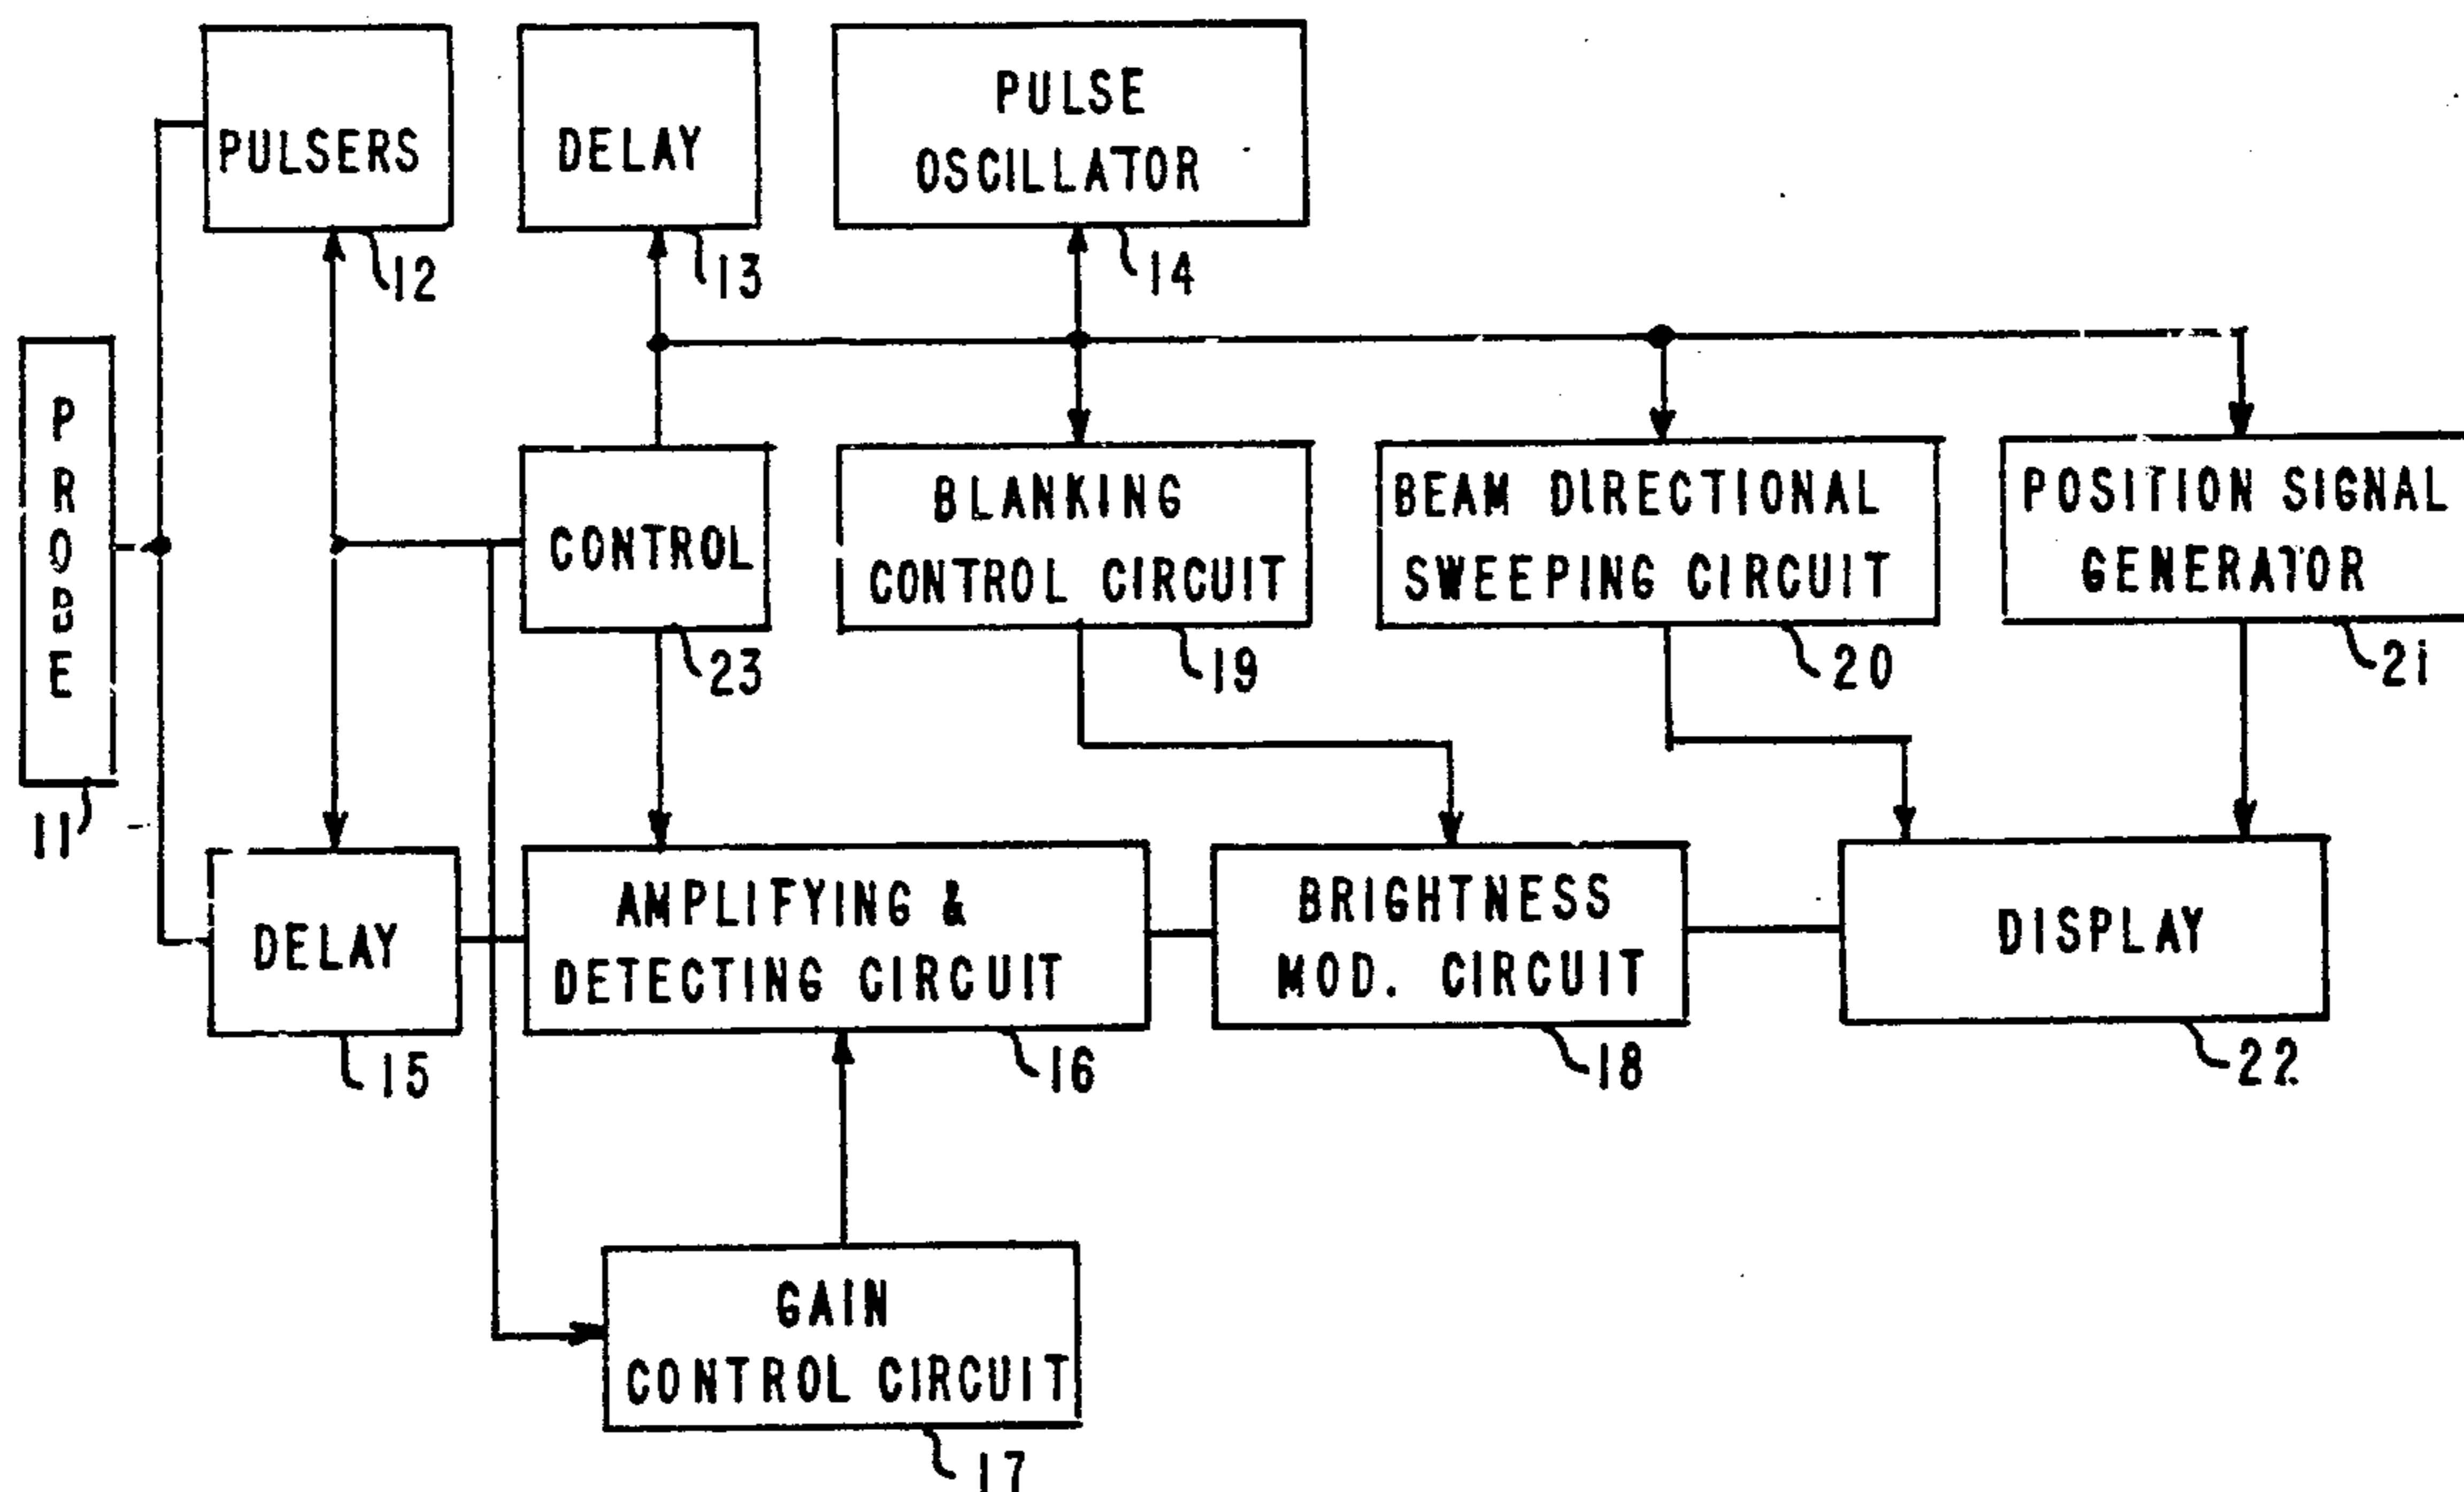 PULSERS
12
DELAY
13
PULSE
OSCILLATOR
14
PROBE
11
CONTROL
23
BLANKING
CONTROL CIRCUIT
19
BEAM DIRECTIONAL
SWEEPING CIRCUIT
20
POSITION SIGNAL
GENERATOR
21
DELAY
15
AMPLIFYING &
DETECTING CIRCUIT
16
BRIGHTNESS
MOD. CIRCUIT
18
DISPLAY
22
GAIN
CONTROL CIRCUIT
17